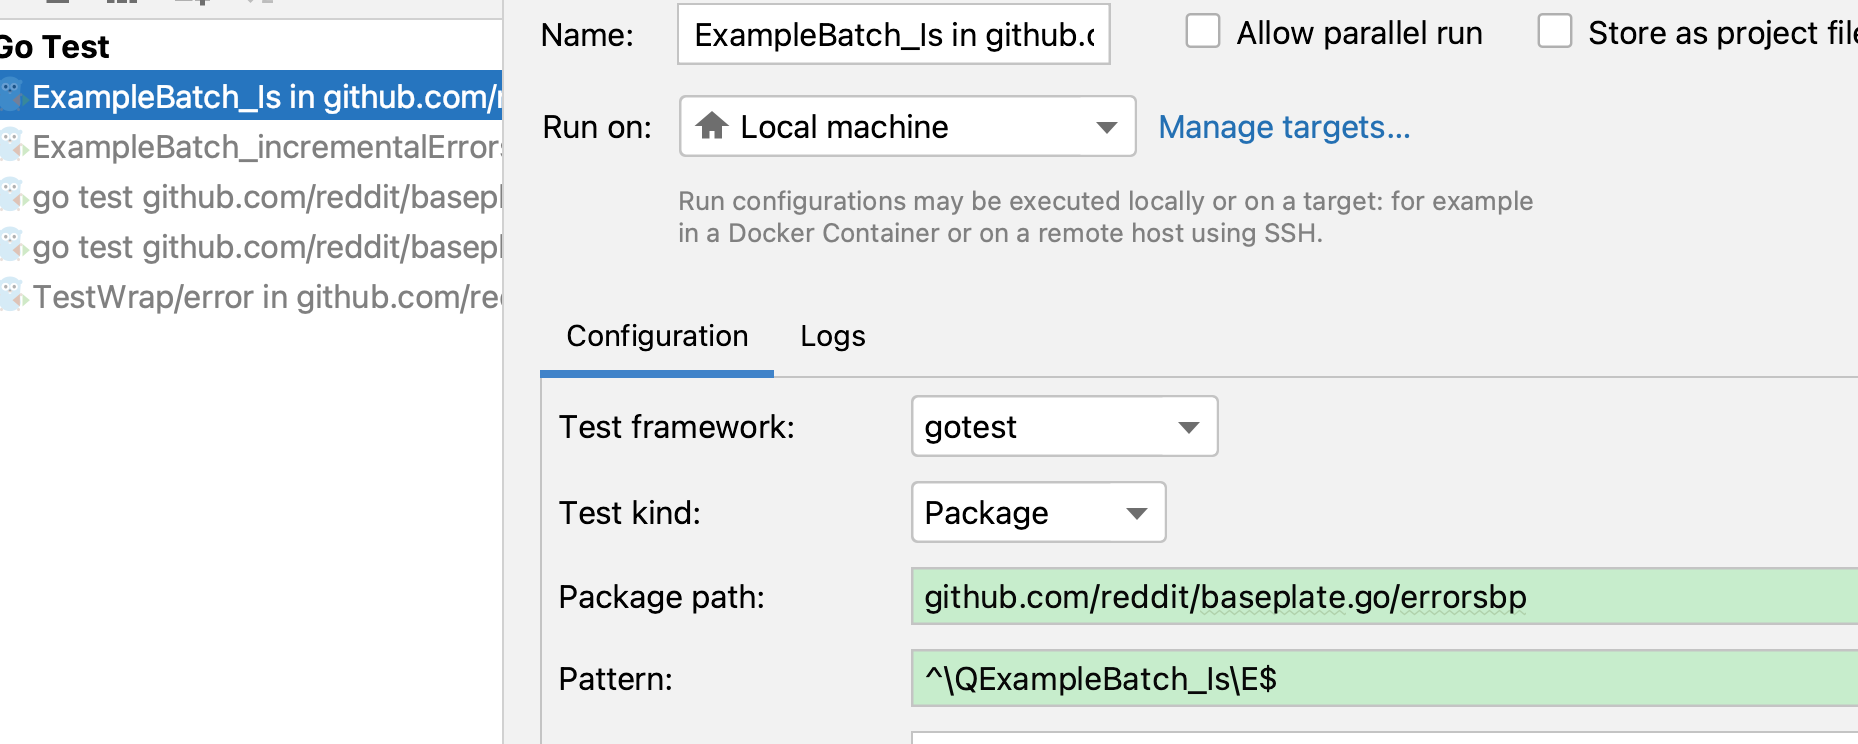 Go Test
ExampleBatch_Is in github.com/r
ExampleBatch_incrementalErrors
go test github.com/reddit/basepl
go test github.com/reddit/basepl
TestWrap/error in github.com/re
Name: ExampleBatch_Is in github.c
Allow parallel run
Store as project file
Run on: Local machine Manage targets...
Run configurations may be executed locally or on a target: for example
in a Docker Container or on a remote host using SSH.
Configuration Logs
Test framework: gotest
Test kind: Package
Package path: github.com/reddit/baseplate.go/errorsbp
Pattern: ^\QExampleBatch_Is\E$